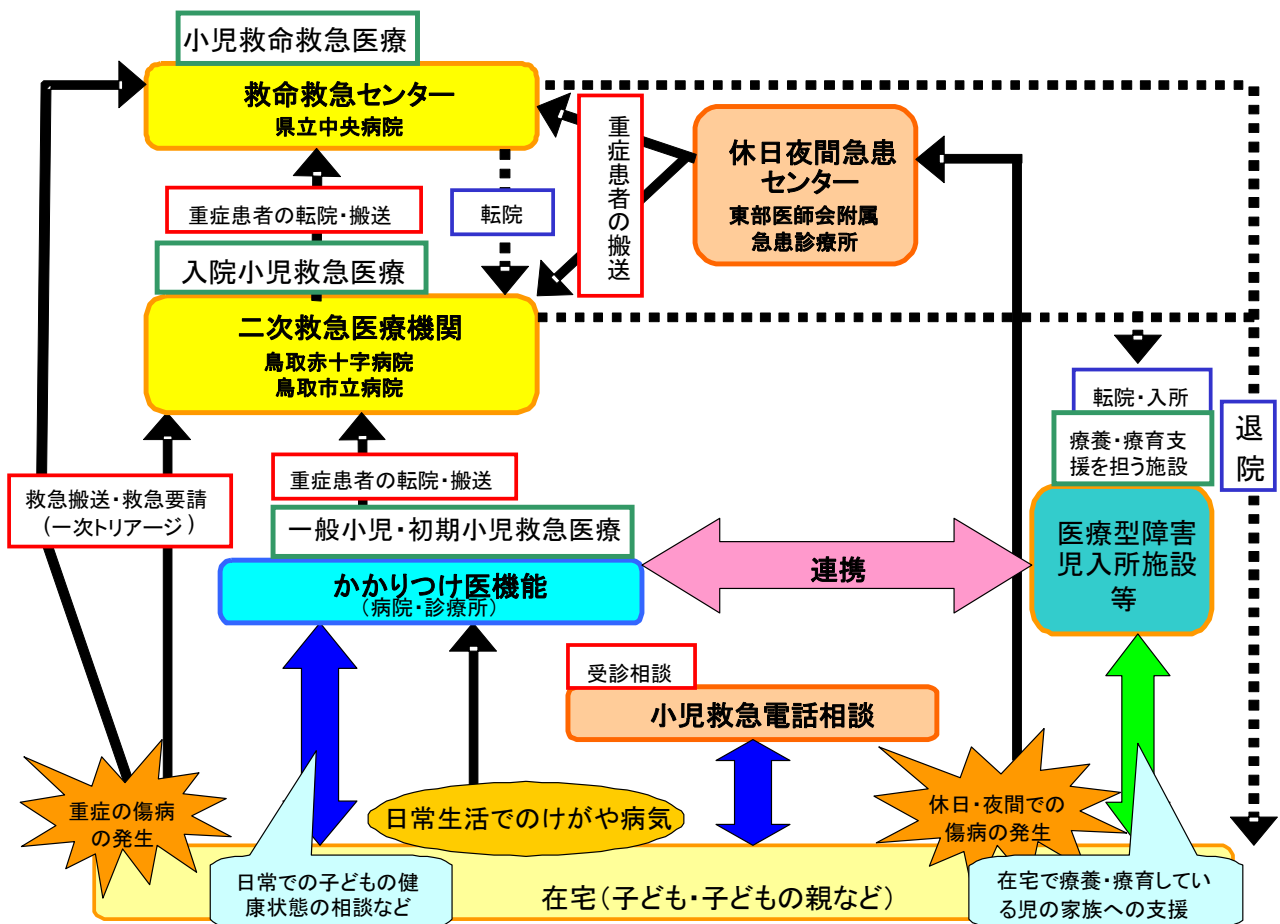 小児救命救急医療
救命救急センター
県立中央病院
重症患者の搬送
休日夜間急患
センター
東部医師会附属
急患診療所
重症患者の転院・搬送
転院
入院小児救急医療
二次救急医療機関
鳥取赤十字病院
鳥取市立病院
転院・入所
療養・療育支
援を担う施設
退院
救急搬送・救急要請
(一次トリアージ)
重症患者の転院・搬送
一般小児・初期小児救急医療
かかりつけ医機能
(病院・診療所)
連携
医療型障害
児入所施設
等
受診相談
小児救急電話相談
重症の傷病
の発生
日常生活でのけがや病気
休日・夜間での
傷病の発生
日常での子どもの健
康状態の相談など
在宅(子ども・子どもの親など)
在宅で療養・療育してい
る児の家族への支援